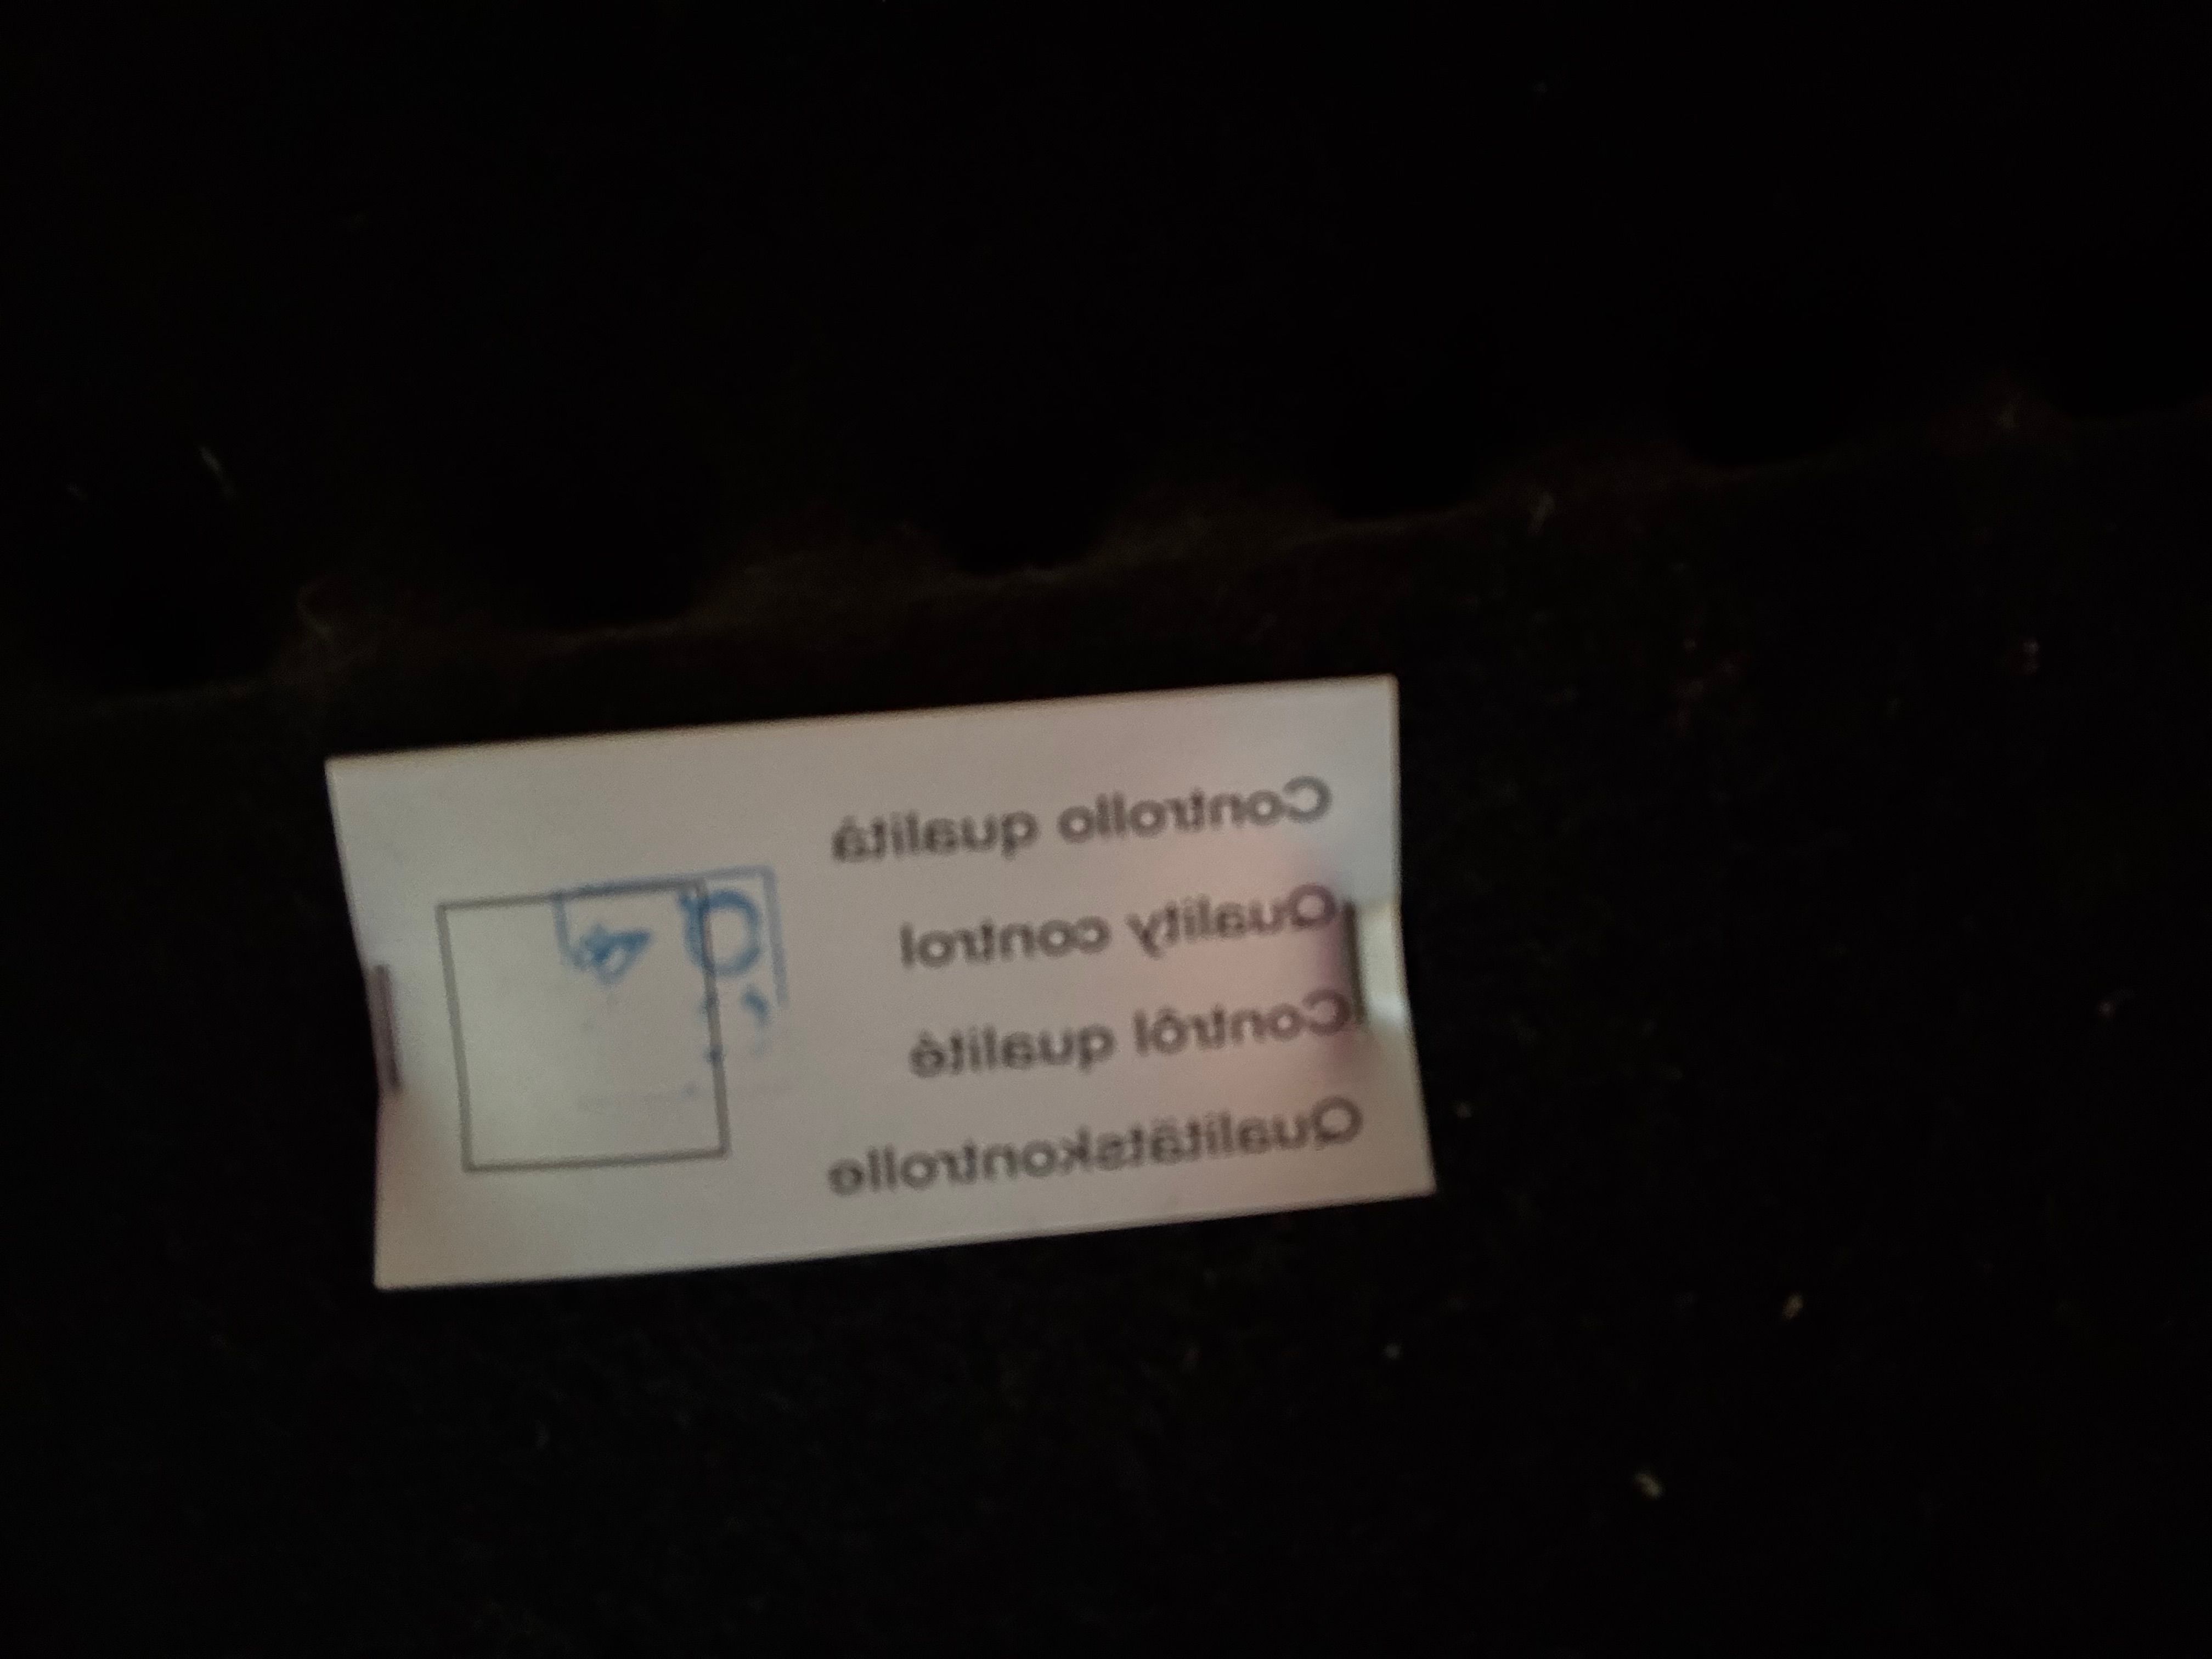 Controllo qualitá
Quality control
Contrôl qualité
Qualitätskontrolle